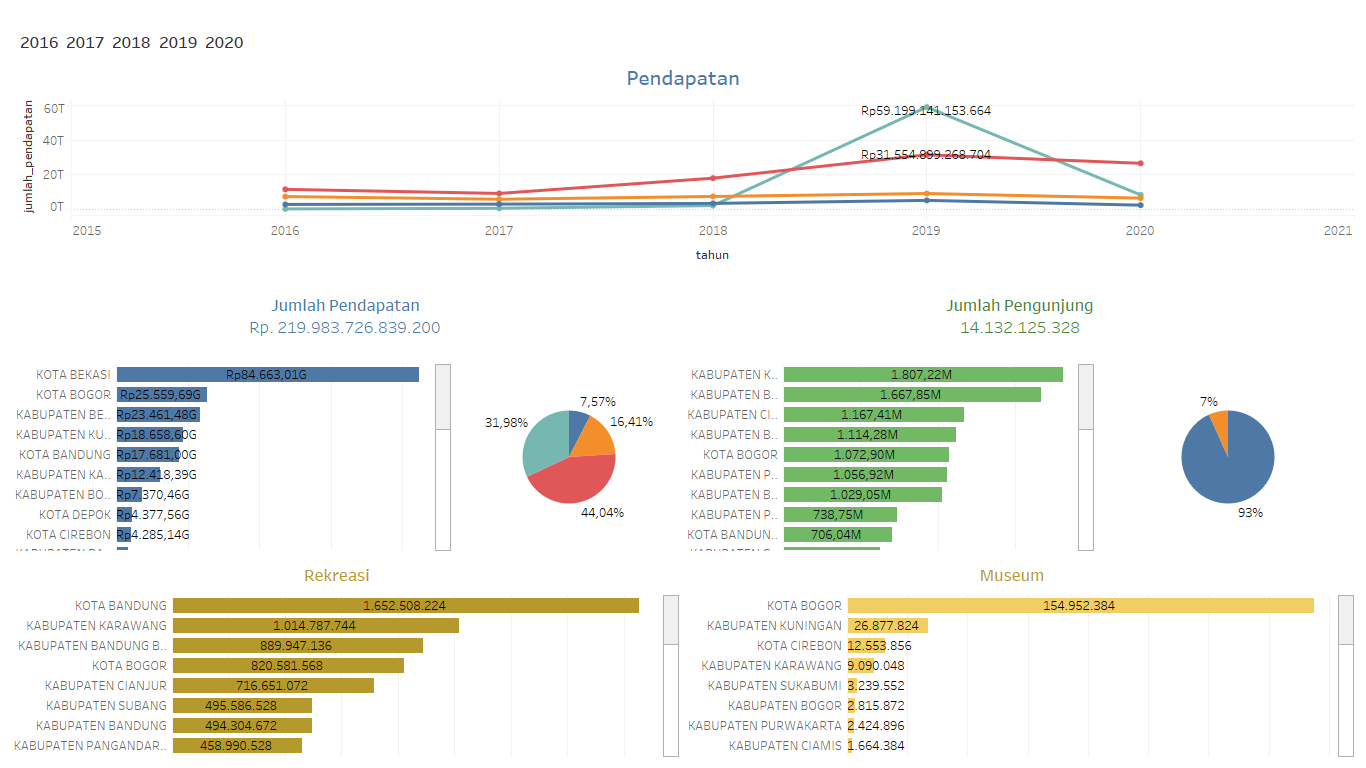 2016 2017 2018 2019 2020
Pendapatan
jumlah_pendapatan
60T
40T
20T
0T
Rp59.199.141.153.664
Rp31.554.899.268.704
2015 2016 2017 2018 2019 2020 2021
tahun
Jumlah Pendapatan
Rp. 219.983.726.839.200
KOTA BEKASI Rp84.663,01G
KOTA BOGOR Rp25.559,69G
KABUPATEN BE.. Rp23.461,48G
KABUPATEN KU.. Rp18.658,60G
KOTA BANDUNG Rp17.681,00G
KABUPATEN KA.. Rp12.418,39G
KABUPATEN BO.. Rp7.370,46G
KOTA DEPOK Rp4.377,56G
KOTA CIREBON Rp4.285,14G
7,57%
16,41%
31,98%
44,04%
Jumlah Pengunjung
14.132.125.328
KABUPATEN K.. 1.807,22M
KABUPATEN B.. 1.667,85M
KABUPATEN CI.. 1.167,41M
KABUPATEN B.. 1.114,28M
KOTA BOGOR 1.072,90M
KABUPATEN P.. 1.056,92M
KABUPATEN B.. 1.029,05M
KABUPATEN P.. 738,75M
KOTA BANDUN.. 706,04M
7%
93%
Rekreasi
KOTA BANDUNG 1.652.508.224
KABUPATEN KARAWANG 1.014.787.744
KABUPATEN BANDUNG B.. 889.947.136
KOTA BOGOR 820.581.568
KABUPATEN CIANJUR 716.651.072
KABUPATEN SUBANG 495.586.528
KABUPATEN BANDUNG 494.304.672
KABUPATEN PANGANDAR.. 458.990.528
Museum
KOTA BOGOR 154.952.384
KABUPATEN KUNINGAN 26.877.824
KOTA CIREBON 12.553.856
KABUPATEN KARAWANG 9.090.048
KABUPATEN SUKABUMI 3.239.552
KABUPATEN BOGOR 2.815.872
KABUPATEN PURWAKARTA 2.424.896
KABUPATEN CIAMIS 1.664.384